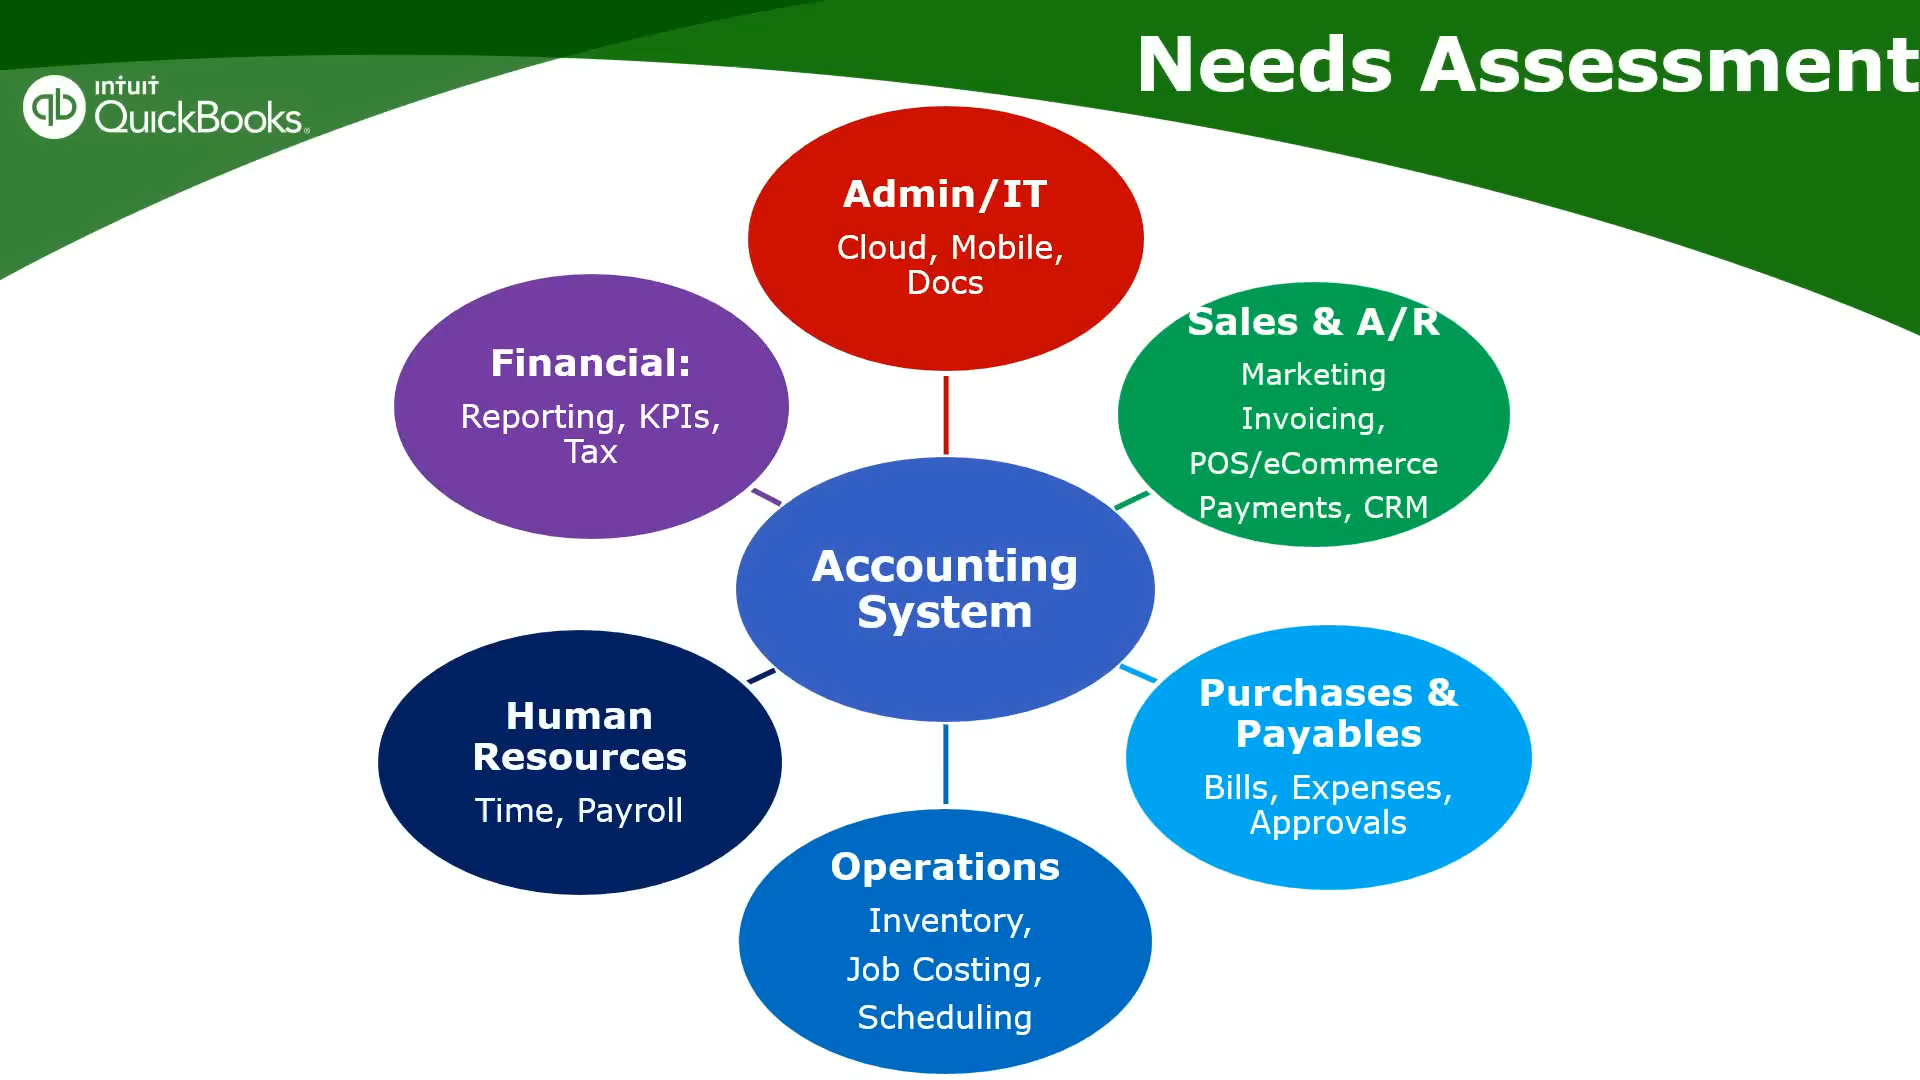 Needs Assessment
intuit
QuickBooks®
Admin/IT
Cloud, Mobile,
Docs
Sales & A/R
Marketing
Invoicing,
POS/eCommerce
Payments, CRM
Financial:
Reporting, KPIs,
Tax
Accounting
System
Purchases &
Payables
Bills, Expenses,
Approvals
Human
Resources
Time, Payroll
Operations
Inventory,
Job Costing,
Scheduling